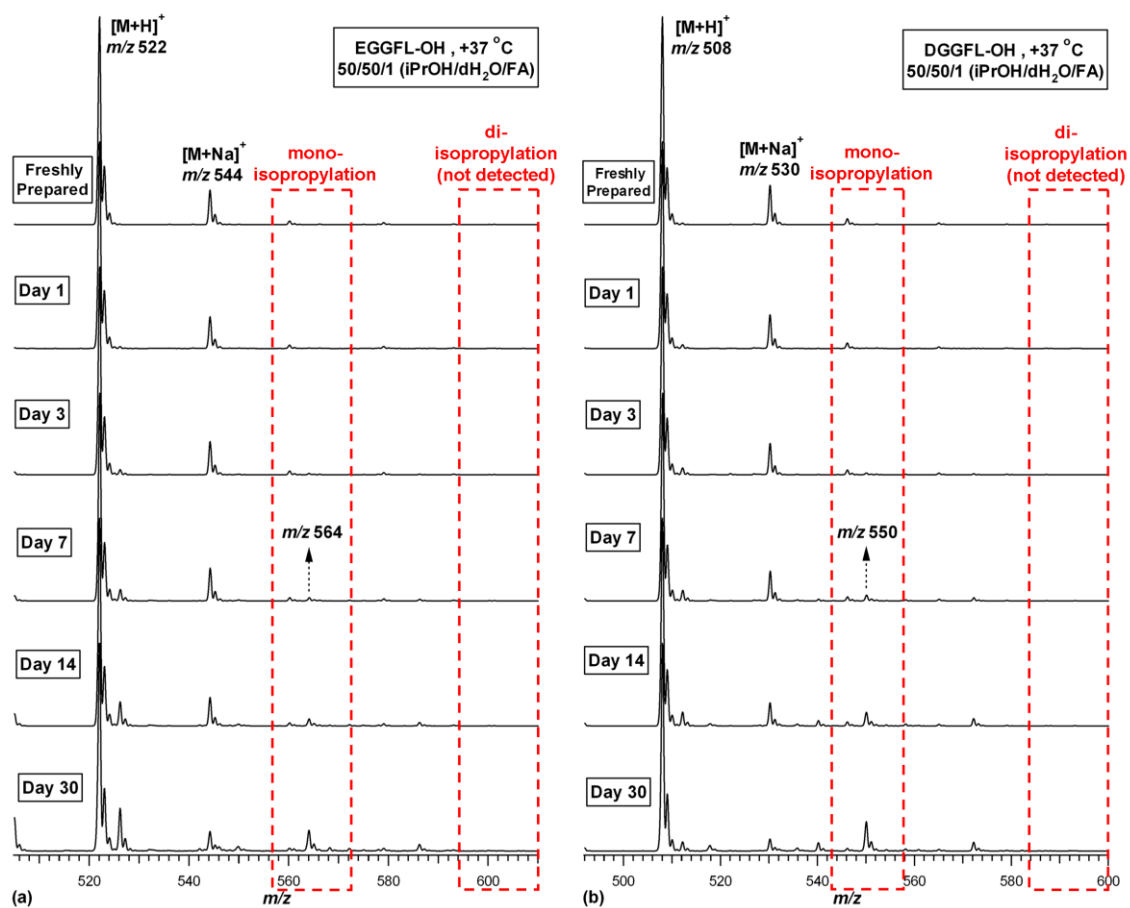 [M+H]+
m/z 522
EGGFL-OH , +37 °C
50/50/1 (iPrOH/dH2O/FA)
[M+Na]+
m/z 544
mono-
isopropylation
di-
isopropylation
(not detected)
Freshly
Prepared
Day 1
Day 3
Day 7
m/z 564
Day 14
Day 30
520
540
560
580
600
(a)
m/z
[M+H]+
m/z 508
DGGFL-OH , +37 °C
50/50/1 (iPrOH/dH2O/FA)
[M+Na]+
m/z 530
mono-
isopropylation
di-
isopropylation
(not detected)
Freshly
Prepared
Day 1
Day 3
Day 7
m/z 550
Day 14
Day 30
500
520
540
560
580
600
(b)
m/z